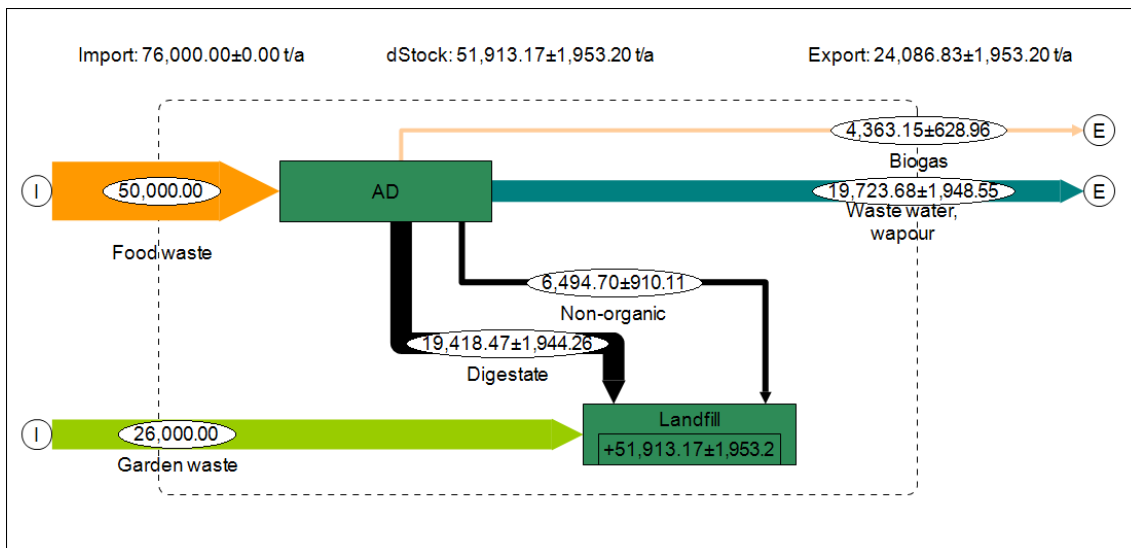 Import: 76,000.00±0.00 t/a
dStock: 51,913.17±1,953.20 t/a
Export: 24,086.83±1,953.20 t/a
4,363.15±628.96
E
Biogas
I
50,000.00
AD
19,723.68±1,948.55
E
Waste water,
wapour
Food waste
6,494.70±910.11
Non-organic
19,418.47±1,944.26
Digestate
Landfill
I
26,000.00
+51,913.17±1,953.2
Garden waste